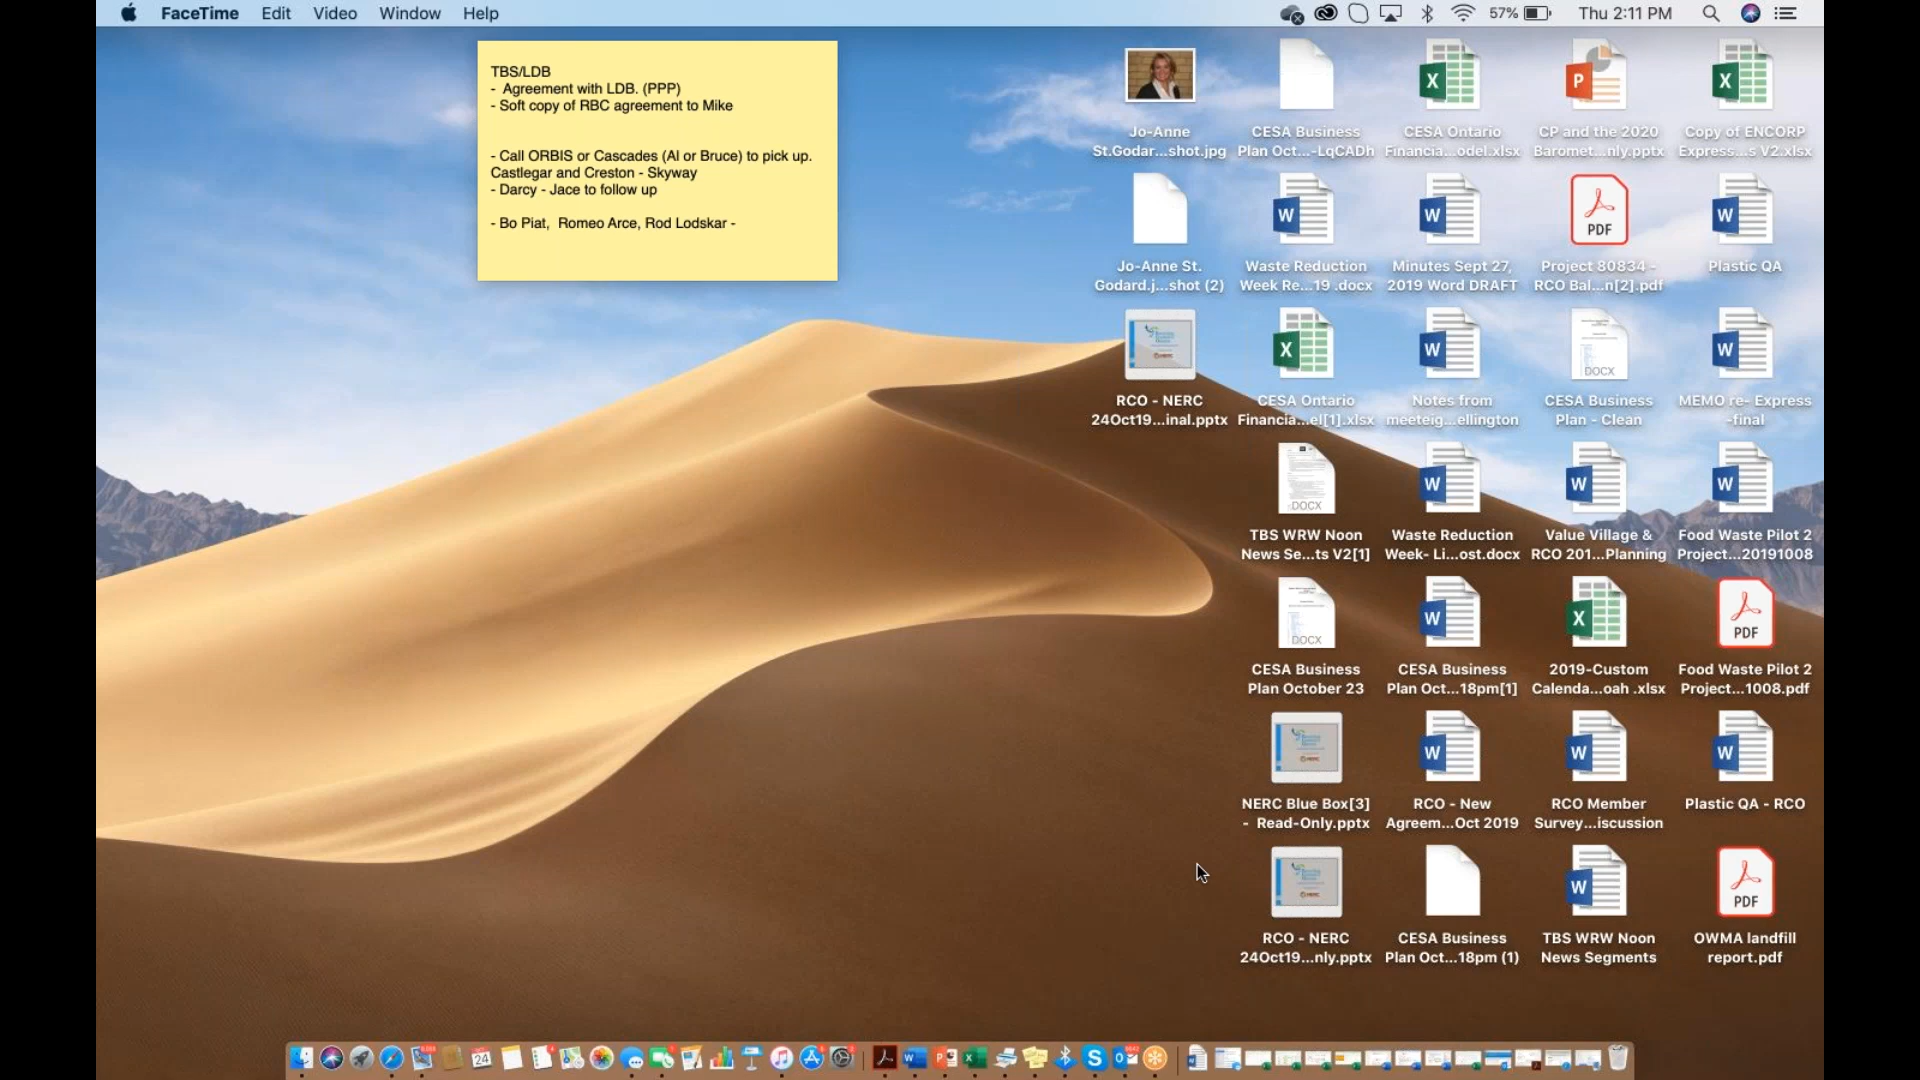 FaceTime Edit Video Window Help
57% Thu 2:11 PM
TBS/LDB
- Agreement with LDB. (PPP)
- Soft copy of RBC agreement to Mike
- Call ORBIS or Cascades (Al or Bruce) to pick up.
Castlegar and Creston - Skyway
- Darcy - Jace to follow up
- Bo Piat, Romeo Arce, Rod Lodskar -
Jo-Anne
St.Godar...shot.jpg
CESA Business
Plan Oct...-LqCADh
CESA Ontario
Financia...odel.xlsx
CP and the 2020
Baromet...nly.pptx
Copy of ENCORP
Express...s V2.xlsx
Jo-Anne St.
Godard.j...shot (2)
Waste Reduction
Week Re...19 .docx
Minutes Sept 27,
2019 Word DRAFT
PDF
Project 80834 -
RCO Bal...n[2].pdf
Plastic QA
RCO - NERC
24Oct19...inal.pptx
CESA Ontario
Financia...el[1].xlsx
Notes from
meeteig...ellington
DOCX
CESA Business
Plan - Clean
MEMO re- Express
-final
DOCX
TBS WRW Noon
News Se...ts V2[1]
Waste Reduction
Week- Li...ost.docx
Value Village &
RCO 201...Planning
Food Waste Pilot 2
Project...20191008
DOCX
CESA Business
Plan October 23
CESA Business
Plan Oct...18pm[1]
2019-Custom
Calenda...oah .xlsx
PDF
Food Waste Pilot 2
Project...1008.pdf
NERC Blue Box[3]
- Read-Only.pptx
RCO - New
Agreem...Oct 2019
RCO Member
Survey...iscussion
Plastic QA - RCO
RCO - NERC
24Oct19...nly.pptx
CESA Business
Plan Oct...18pm (1)
TBS WRW Noon
News Segments
PDF
OWMA landfill
report.pdf
24